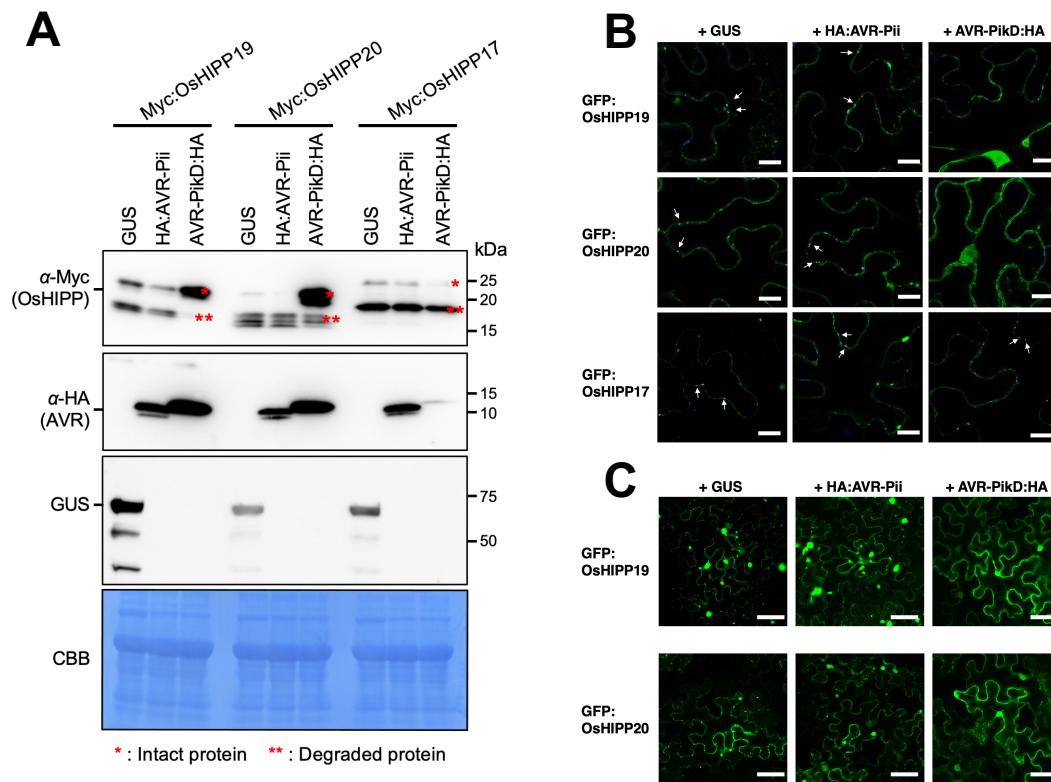 A
Myc:OsHIPP19
Myc:OsHIPP20
Myc:OsHIPP17
GUS
HA:AVR-Pii
AVR-PikD:HA
GUS
HA:AVR-Pii
AVR-PikD:HA
GUS
HA:AVR-Pii
AVR-PikD:HA
kDa
α-Myc
(OsHIPP)
25
20
15
*
**
*
**
*
**
α-HA
(AVR)
15
10
GUS
75
50
CBB
* : Intact protein ** : Degraded protein
B
+ GUS
+ HA:AVR-Pii
+ AVR-PikD:HA
GFP:
OsHIPP19
GFP:
OsHIPP20
GFP:
OsHIPP17
C
+ GUS
+ HA:AVR-Pii
+ AVR-PikD:HA
GFP:
OsHIPP19
GFP:
OsHIPP20